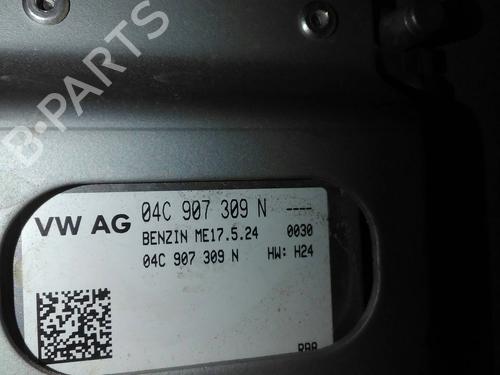 B-PARTS
VW AG 04C 907 309 N ----
BENZIN ME17.5.24 0030
04C 907 309 N HW: H24